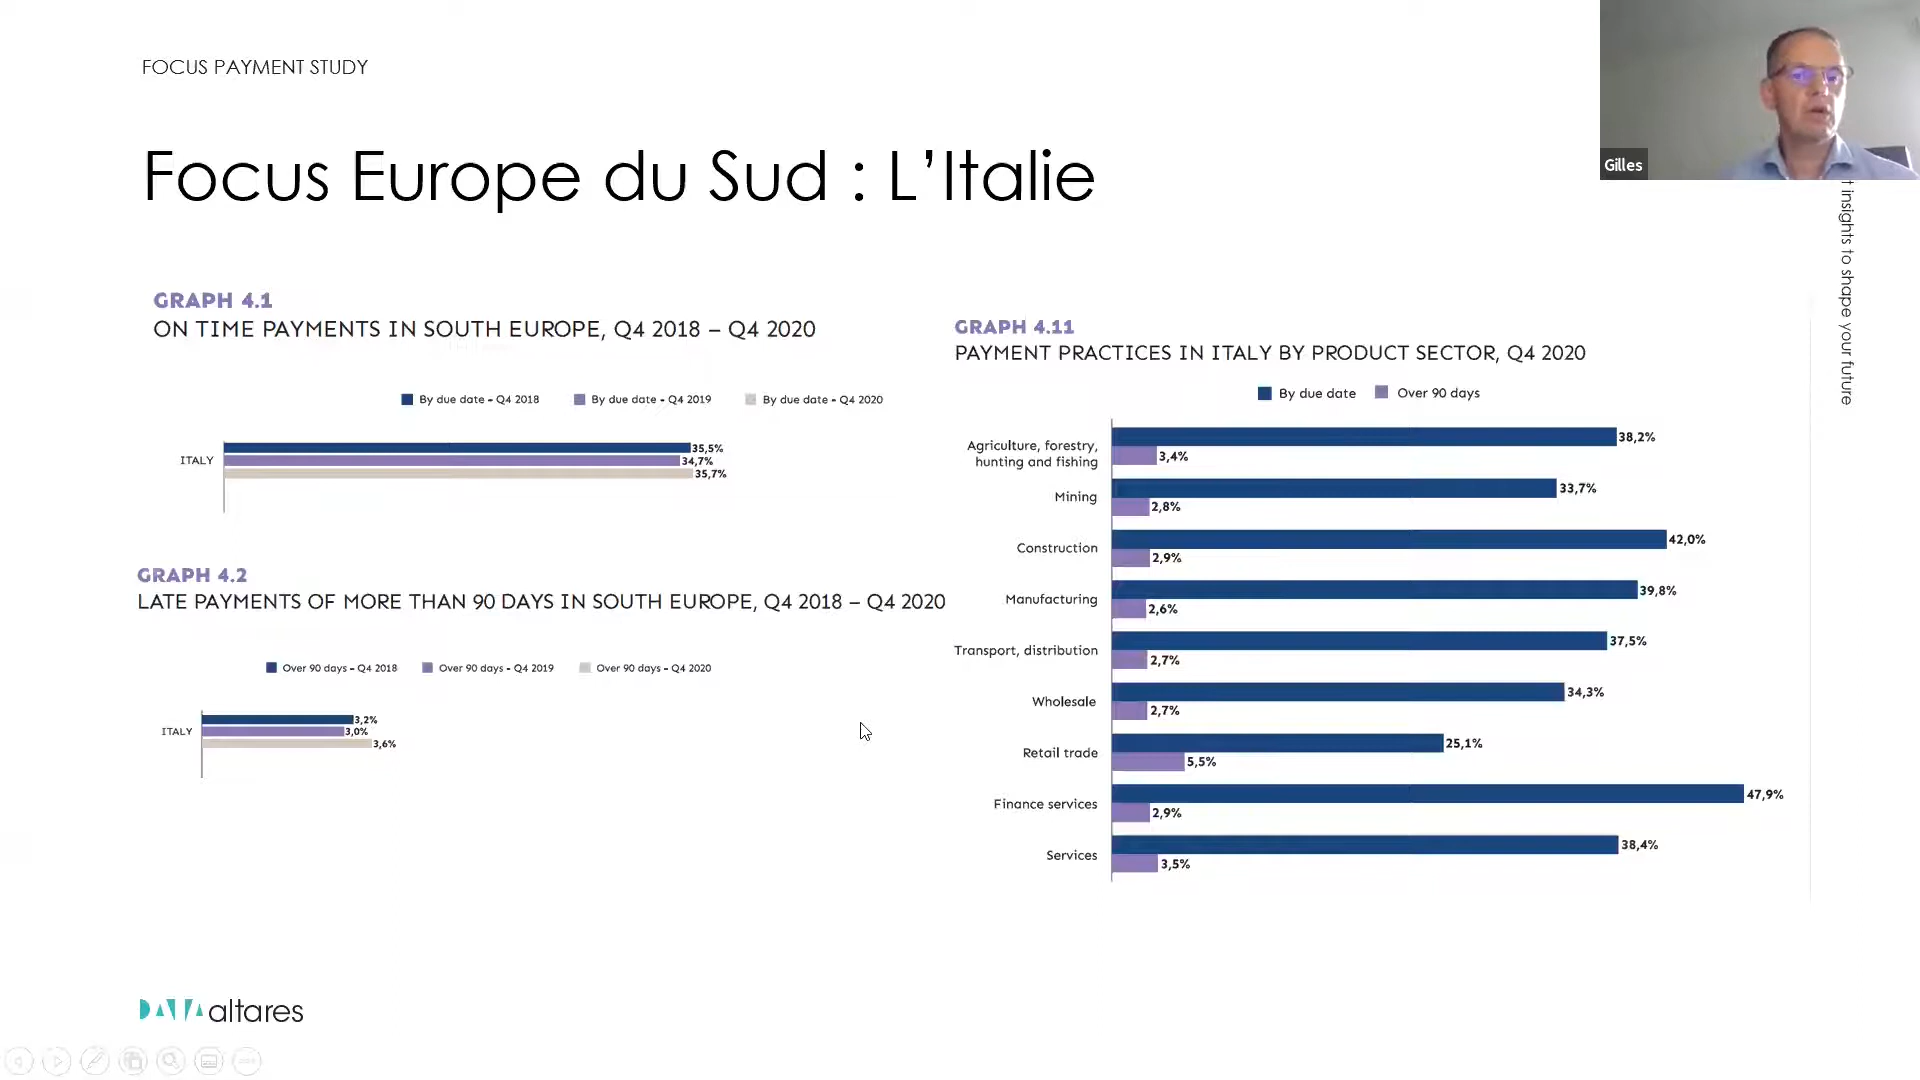 FOCUS PAYMENT STUDY
Focus Europe du Sud : L’Italie
Gilles
t insights to shape your future
GRAPH 4.1
ON TIME PAYMENTS IN SOUTH EUROPE, Q4 2018 – Q4 2020
By due date - Q4 2018 By due date - Q4 2019 By due date - Q4 2020
ITALY
35,5%
34,7%
35,7%
GRAPH 4.2
LATE PAYMENTS OF MORE THAN 90 DAYS IN SOUTH EUROPE, Q4 2018 – Q4 2020
Over 90 days - Q4 2018 Over 90 days - Q4 2019 Over 90 days - Q4 2020
ITALY
3,2%
3,0%
3,6%
GRAPH 4.11
PAYMENT PRACTICES IN ITALY BY PRODUCT SECTOR, Q4 2020
By due date Over 90 days
Agriculture, forestry,
hunting and fishing
38,2%
3,4%
Mining
33,7%
2,8%
Construction
42,0%
2,9%
Manufacturing
39,8%
2,6%
Transport, distribution
37,5%
2,7%
Wholesale
34,3%
2,7%
Retail trade
25,1%
5,5%
Finance services
47,9%
2,9%
Services
38,4%
3,5%
DATA altares